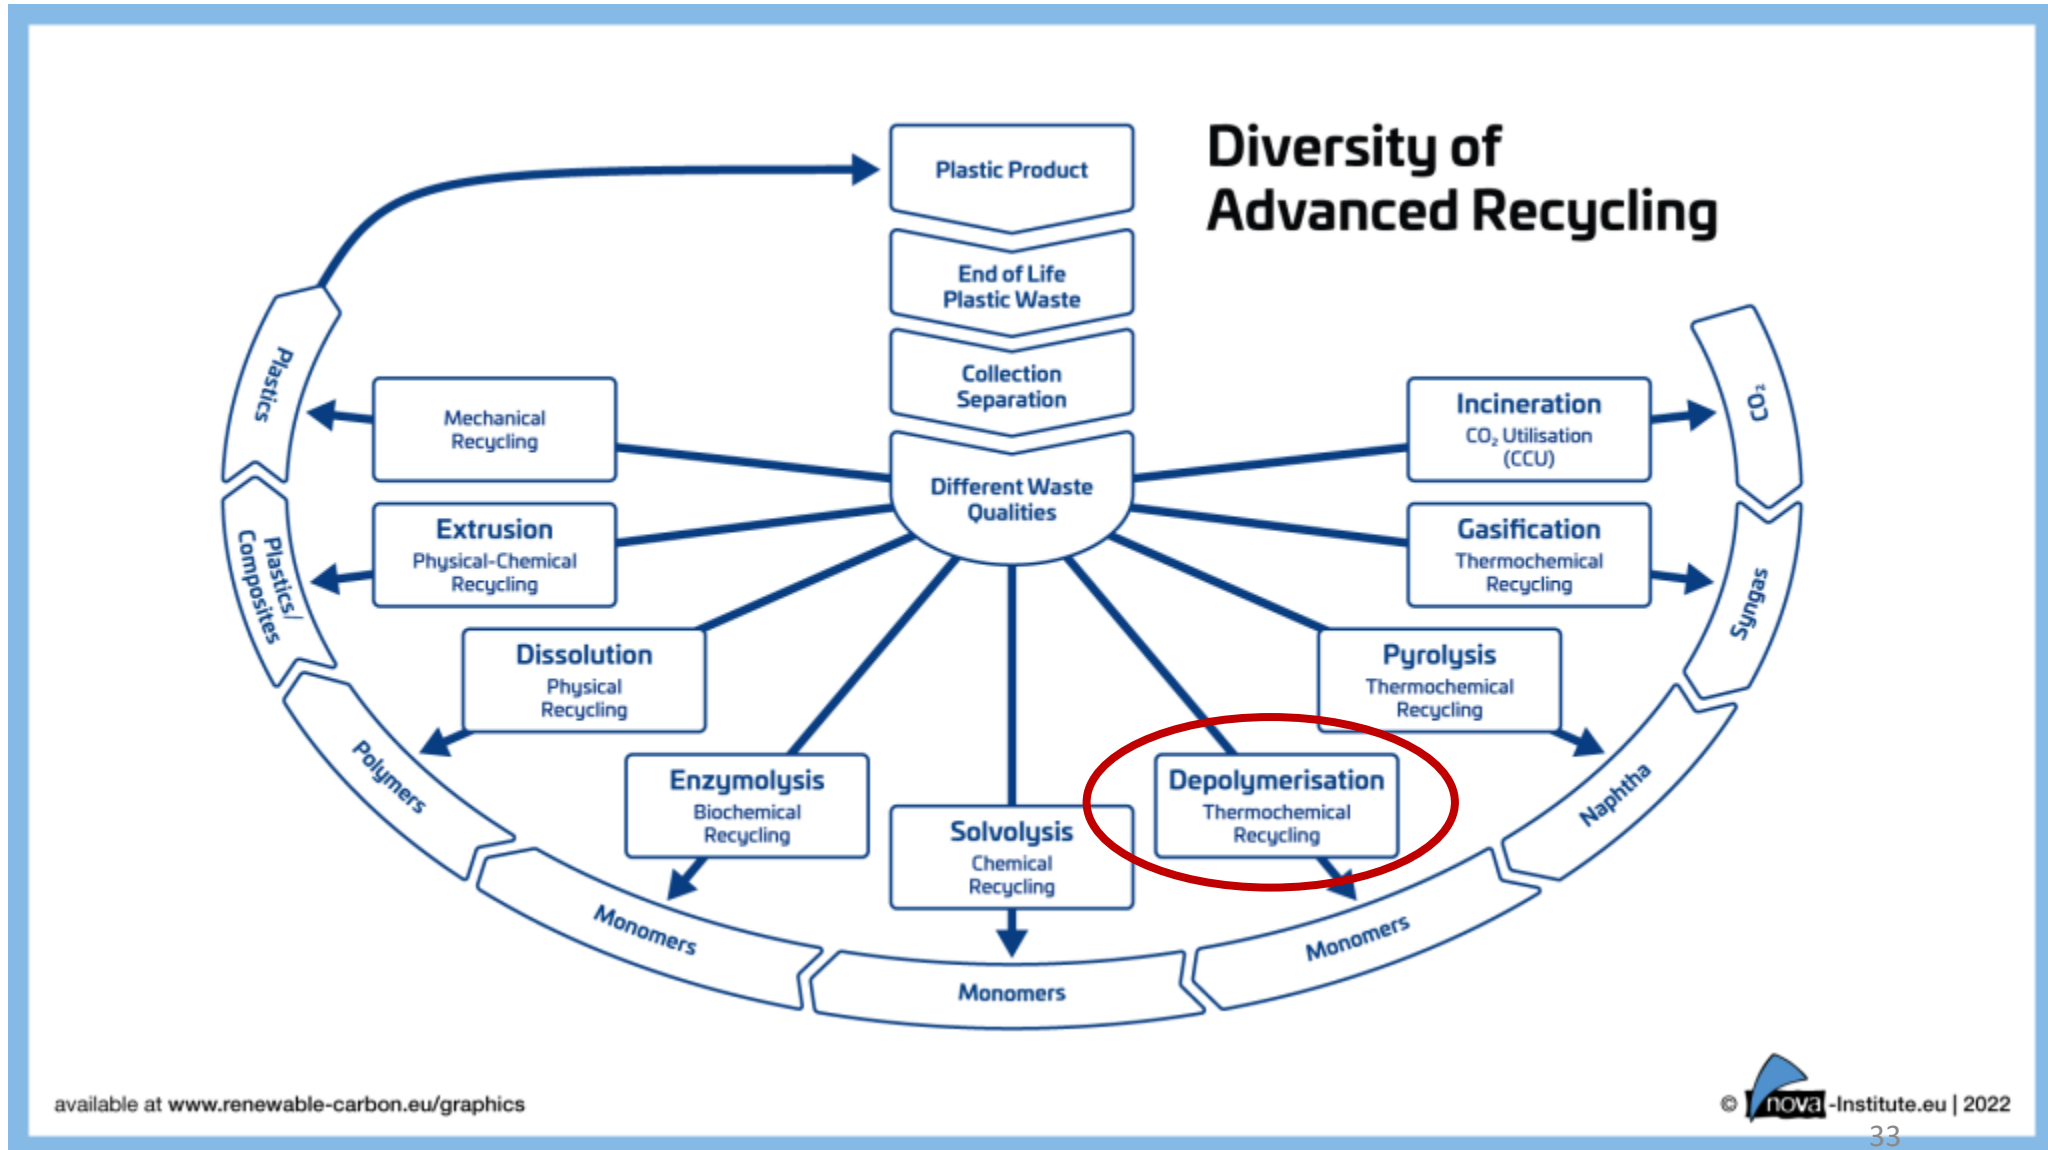 Diversity of
Advanced Recycling
Plastic Product
End of Life
Plastic Waste
Collection
Separation
Different Waste
Qualities
Mechanical
Recycling
Extrusion
Physical-Chemical
Recycling
Dissolution
Physical
Recycling
Enzymolysis
Biochemical
Recycling
Solvolysis
Chemical
Recycling
Depolymerisation
Thermochemical
Recycling
Pyrolysis
Thermochemical
Recycling
Gasification
Thermochemical
Recycling
Incineration
CO₂ Utilisation
(CCU)
Plastics
Plastics/
Composites
Polymers
Monomers
Monomers
Monomers
Naphtha
Syngas
CO₂
available at www.renewable-carbon.eu/graphics
© nova-Institute.eu | 2022
33